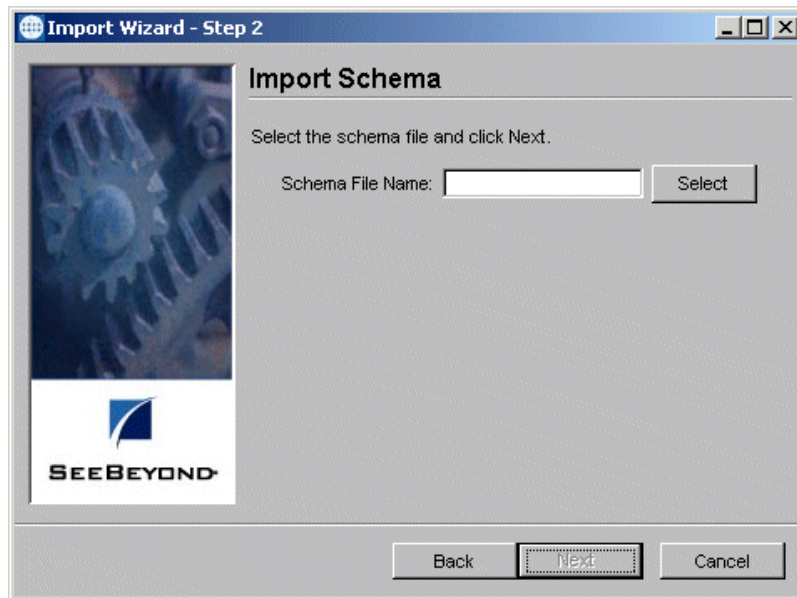 Import Wizard - Step 2
Import Schema
Select the schema file and click Next.
Schema File Name:
Select
SEEBEYOND
Back
Next
Cancel